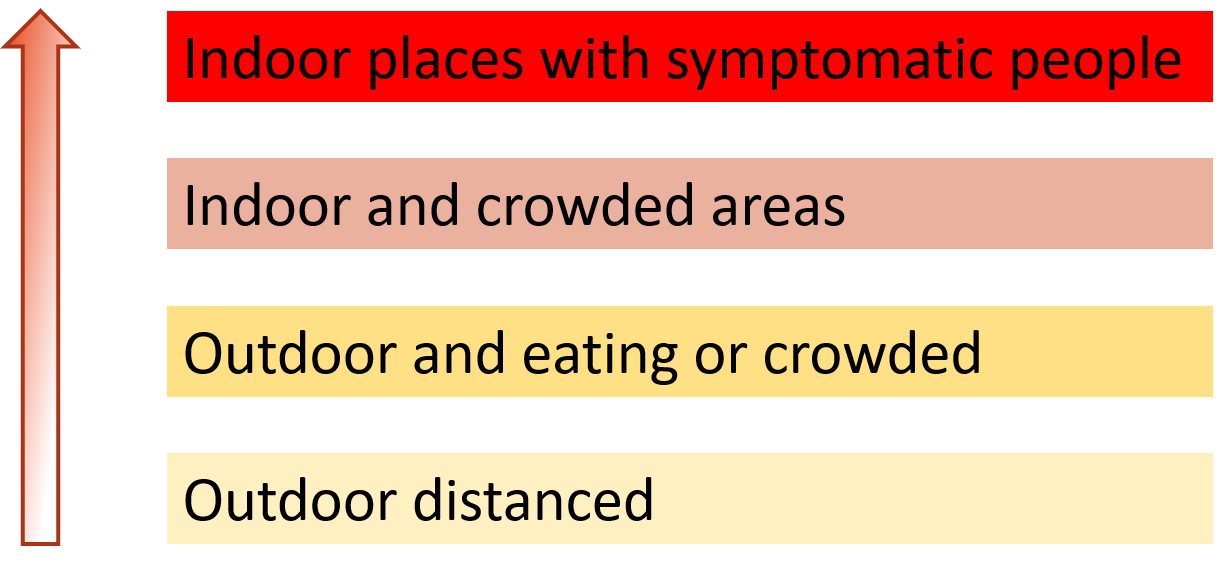 Indoor places with symptomatic people
Indoor and crowded areas
Outdoor and eating or crowded
Outdoor distanced